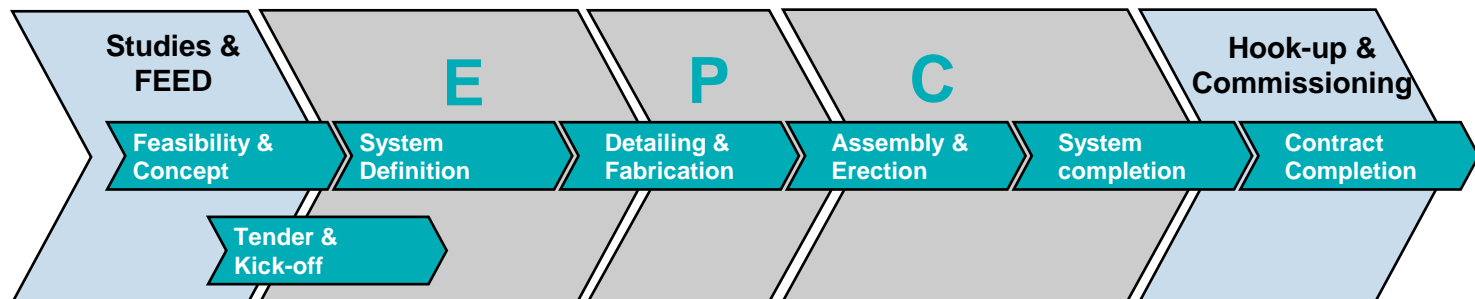 Studies &
FEED
E
P
C
Hook-up &
Commissioning
Feasibility &
Concept
System
Definition
Detailing &
Fabrication
Assembly &
Erection
System
completion
Contract
Completion
Tender &
Kick-off